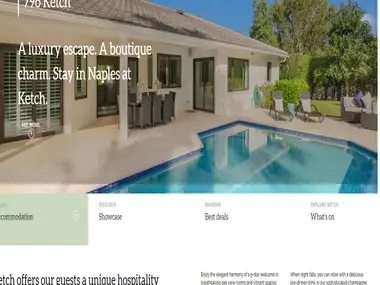 796 Ketch
A luxury escape. A boutique
charm. Stay in Naples at
Ketch.
SEE MORE
DISCOVER
EXPLORE KETCH
commodation
Showcase
Best deals
What's on
etch offers our guests a unique hospitality
Enjoy the elegant harmony of a 5-star welcome in
breathtaking sea view rooms and vibrant spaces.
When night falls, you can relax with a delicious
pre-dinner drink in our sophisticated champagne